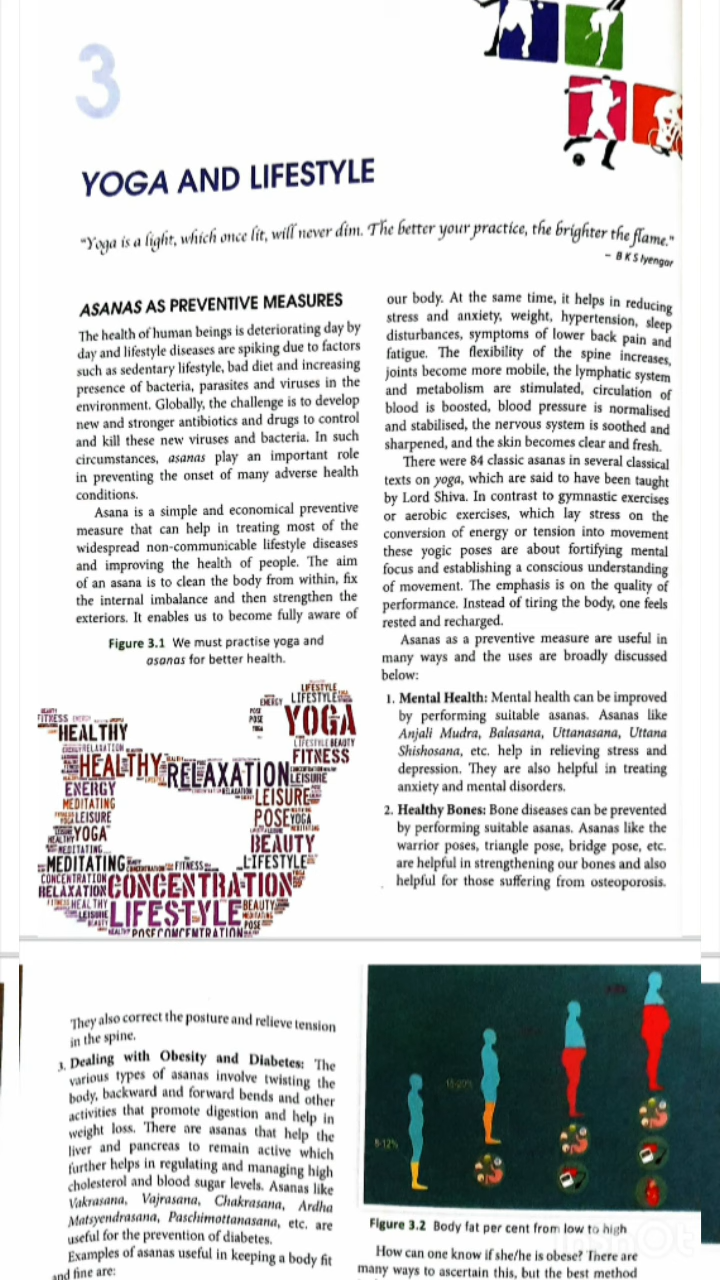 3
YOGA AND LIFESTYLE
"Yoga is a light, which once lit, will never dim. The better your practice, the brighter the flame."
– B K S Iyengar
ASANAS AS PREVENTIVE MEASURES
The health of human beings is deteriorating day by
day and lifestyle diseases are spiking due to factors
such as sedentary lifestyle, bad diet and increasing
presence of bacteria, parasites and viruses in the
environment. Globally, the challenge is to develop
new and stronger antibiotics and drugs to control
and kill these new viruses and bacteria. In such
circumstances, asanas play an important role
in preventing the onset of many adverse health
conditions.
Asana is a simple and economical preventive
measure that can help in treating most of the
widespread non-communicable lifestyle diseases
and improving the health of people. The aim
of an asana is to clean the body from within, fix
the internal imbalance and then strengthen the
exteriors. It enables us to become fully aware of
Figure 3.1 We must practise yoga and
asanas for better health.
LIFESTYLE
ENERGY LIFESTYLE
POSE
POSE
YOGA
FITNESS ENERGY
HEALTHY
LIFESTYLE BEAUTY
RELAXATION
FITNESS
HEALTHY RELAXATION LEISURE
ENERGY
LEISURE
MEDITATING
LEISURE
POSE YOGA
YOGA
BEAUTY
MEDITATING
MEDITATING FITNESS LIFESTYLE
CONCENTRATION
RELAXATION CONCENTRATION
FITNESS HEALTHY
LEISURE LIFESTYLE BEAUTY
BEAUTY
POSE
HEALTHY POSE CONCENTRATION
our body. At the same time, it helps in reducing
stress and anxiety, weight, hypertension, sleep
disturbances, symptoms of lower back pain and
fatigue. The flexibility of the spine increases,
joints become more mobile, the lymphatic system
and metabolism are stimulated, circulation of
blood is boosted, blood pressure is normalised
and stabilised, the nervous system is soothed and
sharpened, and the skin becomes clear and fresh.
There were 84 classic asanas in several classical
texts on yoga, which are said to have been taught
by Lord Shiva. In contrast to gymnastic exercises
or aerobic exercises, which lay stress on the
conversion of energy or tension into movement
these yogic poses are about fortifying mental
focus and establishing a conscious understanding
of movement. The emphasis is on the quality of
performance. Instead of tiring the body, one feels
rested and recharged.
Asanas as a preventive measure are useful in
many ways and the uses are broadly discussed
below:
1. Mental Health: Mental health can be improved
by performing suitable asanas. Asanas like
Anjali Mudra, Balasana, Uttanasana, Uttana
Shishosana, etc. help in relieving stress and
depression. They are also helpful in treating
anxiety and mental disorders.
2. Healthy Bones: Bone diseases can be prevented
by performing suitable asanas. Asanas like the
warrior poses, triangle pose, bridge pose, etc.
are helpful in strengthening our bones and also
helpful for those suffering from osteoporosis.
They also correct the posture and relieve tension
in the spine.
3. Dealing with Obesity and Diabetes: The
various types of asanas involve twisting the
body, backward and forward bends and other
activities that promote digestion and help in
weight loss. There are asanas that help the
liver and pancreas to remain active which
further helps in regulating and managing high
cholesterol and blood sugar levels. Asanas like
Vakrasana, Vajrasana, Chakrasana, Ardha
Matsyendrasana, Paschimottanasana, etc. are
useful for the prevention of diabetes.
Examples of asanas useful in keeping a body fit
and fine are:
Figure 3.2 Body fat per cent from low to high
How can one know if she/he is obese? There are
many ways to ascertain this, but the best method